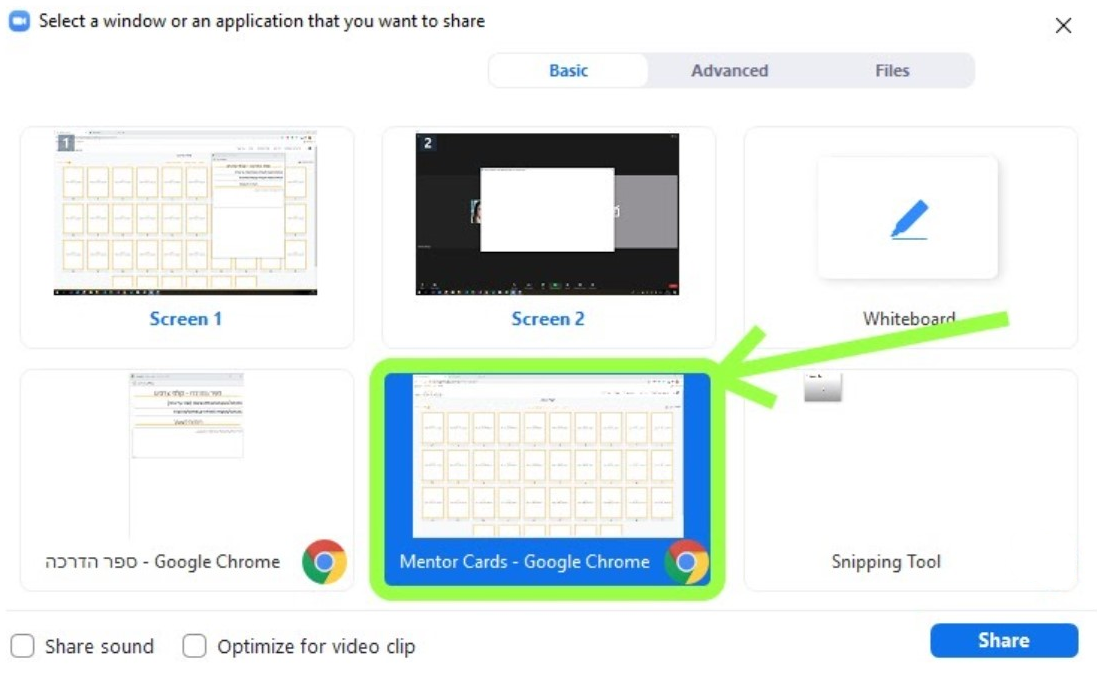 Select a window or an application that you want to share
Basic
Advanced
Files
1
2
Screen 1
Screen 2
Whiteboard
ספר הדרכה - Google Chrome
Mentor Cards - Google Chrome
Snipping Tool
Share sound
Optimize for video clip
Share